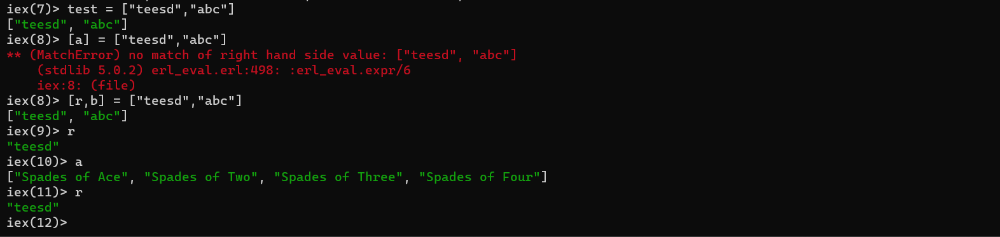 iex(7)> test = ["teesd","abc"]
["teesd", "abc"]
iex(8)> [a] = ["teesd","abc"]
** (MatchError) no match of right hand side value: ["teesd", "abc"]
    (stdlib 5.0.2) erl_eval.erl:498: :erl_eval.expr/6
    iex:8: (file)
iex(8)> [r,b] = ["teesd","abc"]
["teesd", "abc"]
iex(9)> r
"teesd"
iex(10)> a
["Spades of Ace", "Spades of Two", "Spades of Three", "Spades of Four"]
iex(11)> r
"teesd"
iex(12)>